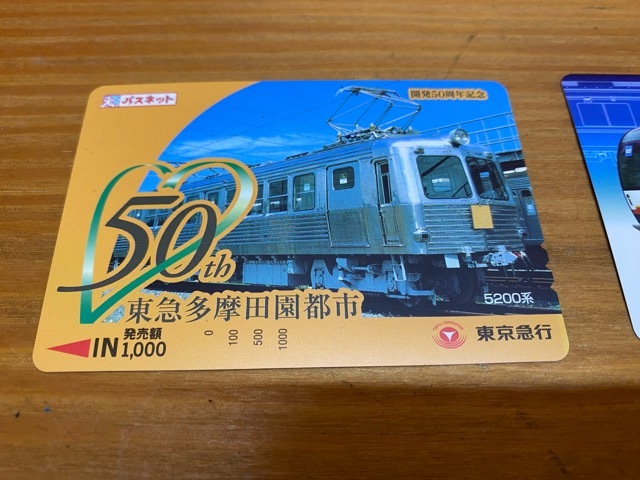 パスネット
開発50周年記念
50th
東急多摩田園都市
5200系
IN
発売額
1,000
0
100
500
1000
東京急行